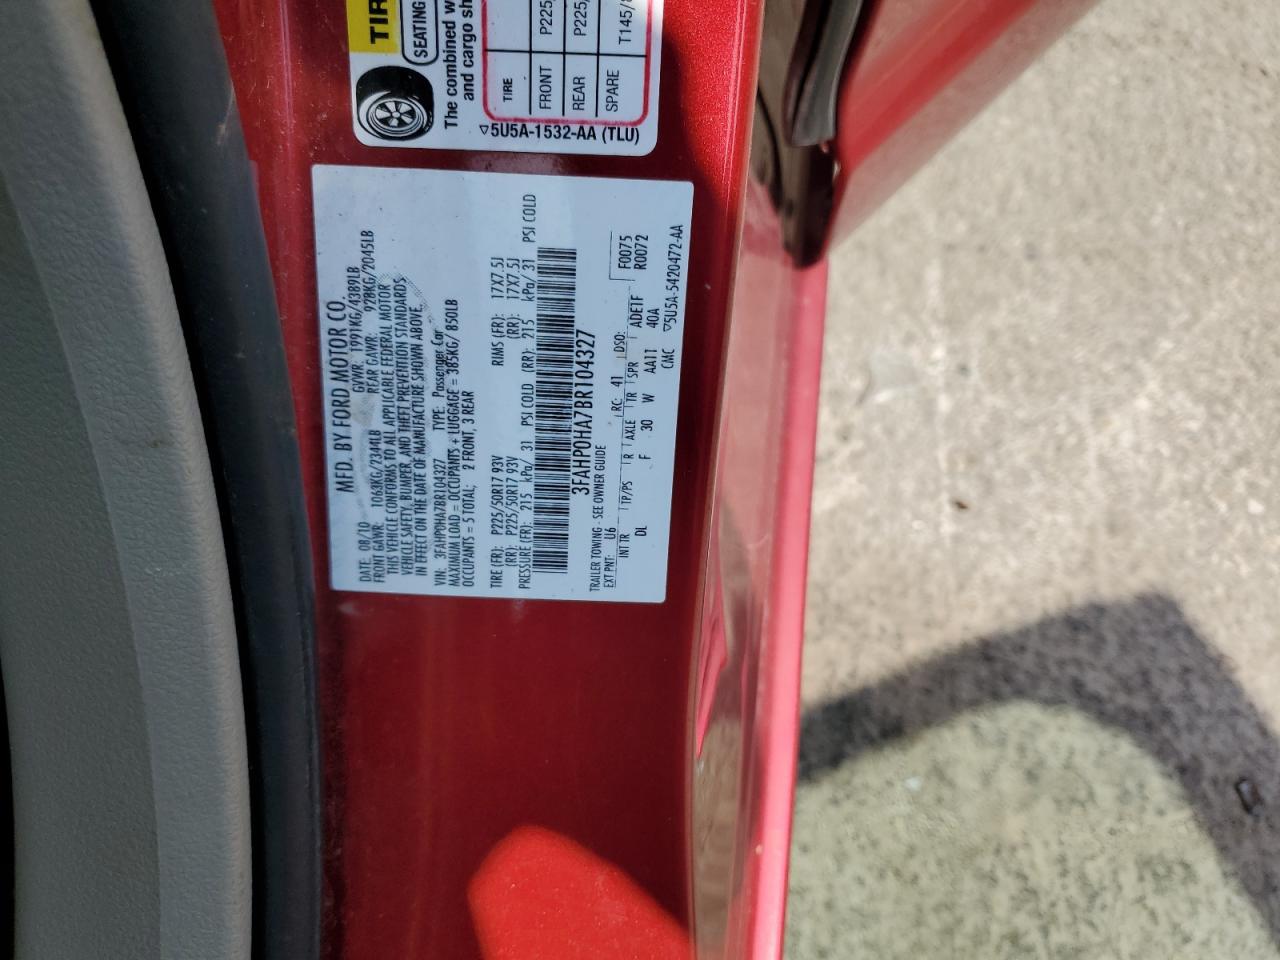 TIR
SEATING
The combined w
and cargo sh
TIRE
FRONT P225/
REAR P225/
SPARE T145/8
▽5U5A-1532-AA (TLU)
MFD. BY FORD MOTOR CO.
DATE: 08/10 GVWR: 1991KG/4389LB
FRONT GAWR: 1063KG/2344LB REAR GAWR: 928KG/2045LB
THIS VEHICLE CONFORMS TO ALL APPLICABLE FEDERAL MOTOR
VEHICLE SAFETY, BUMPER, AND THEFT PREVENTION STANDARDS
IN EFFECT ON THE DATE OF MANUFACTURE SHOWN ABOVE.
VIN: 3FAHP0HA7BR104327 TYPE: Passenger Car
MAXIMUM LOAD = OCCUPANTS + LUGGAGE = 385KG/ 850LB
OCCUPANTS = 5 TOTAL; 2 FRONT, 3 REAR
TIRE (FR): P225/50R17 93V RIMS (FR): 17X7.5J
(RR): P225/50R17 93V (RR): 17X7.5J
PRESSURE (FR): 215 kPa/ 31 PSI COLD (RR): 215 kPa/ 31 PSI COLD
3FAHP0HA7BR104327
TRAILER TOWING - SEE OWNER GUIDE
EXT PNT: U6 RC: 41 DSO: F0075
INT TR TP/PS R AXLE TR SPR ADETF R0072
DL F 30 W AA11 40A
CMC ▽5U5A-5420472-AA